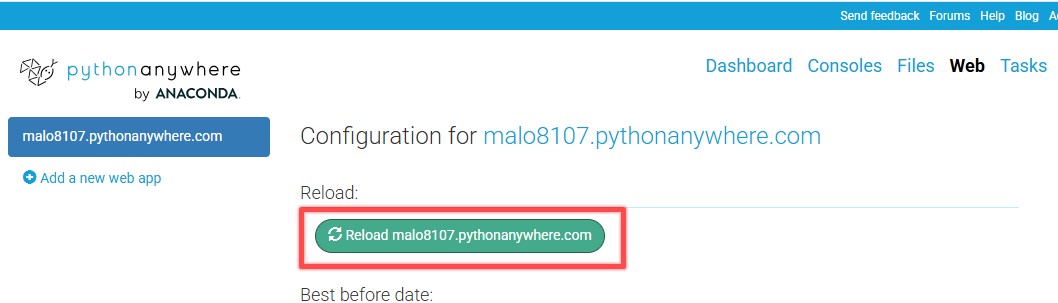 Send feedback Forums Help Blog A
pythonanywhere
by ANACONDA.
Dashboard Consoles Files Web Tasks
malo8107.pythonanywhere.com
Add a new web app
Configuration for malo8107.pythonanywhere.com
Reload:
Reload malo8107.pythonanywhere.com
Best before date: